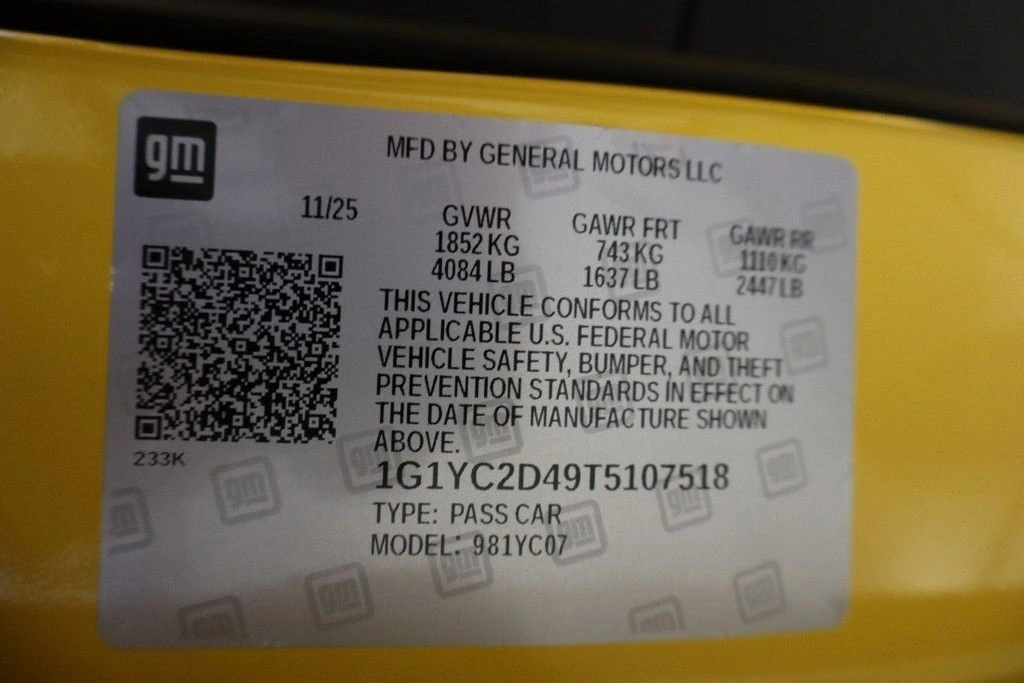 gm
MFD BY GENERAL MOTORS LLC
11/25
GVWR GAWR FRT GAWR RR
1852 KG 743 KG 1110 KG
4084 LB 1637 LB 2447 LB
THIS VEHICLE CONFORMS TO ALL
APPLICABLE U.S. FEDERAL MOTOR
VEHICLE SAFETY, BUMPER, AND THEFT
PREVENTION STANDARDS IN EFFECT ON
THE DATE OF MANUFACTURE SHOWN
ABOVE.
233K
1G1YC2D49T5107518
TYPE: PASS CAR
MODEL: 981YC07